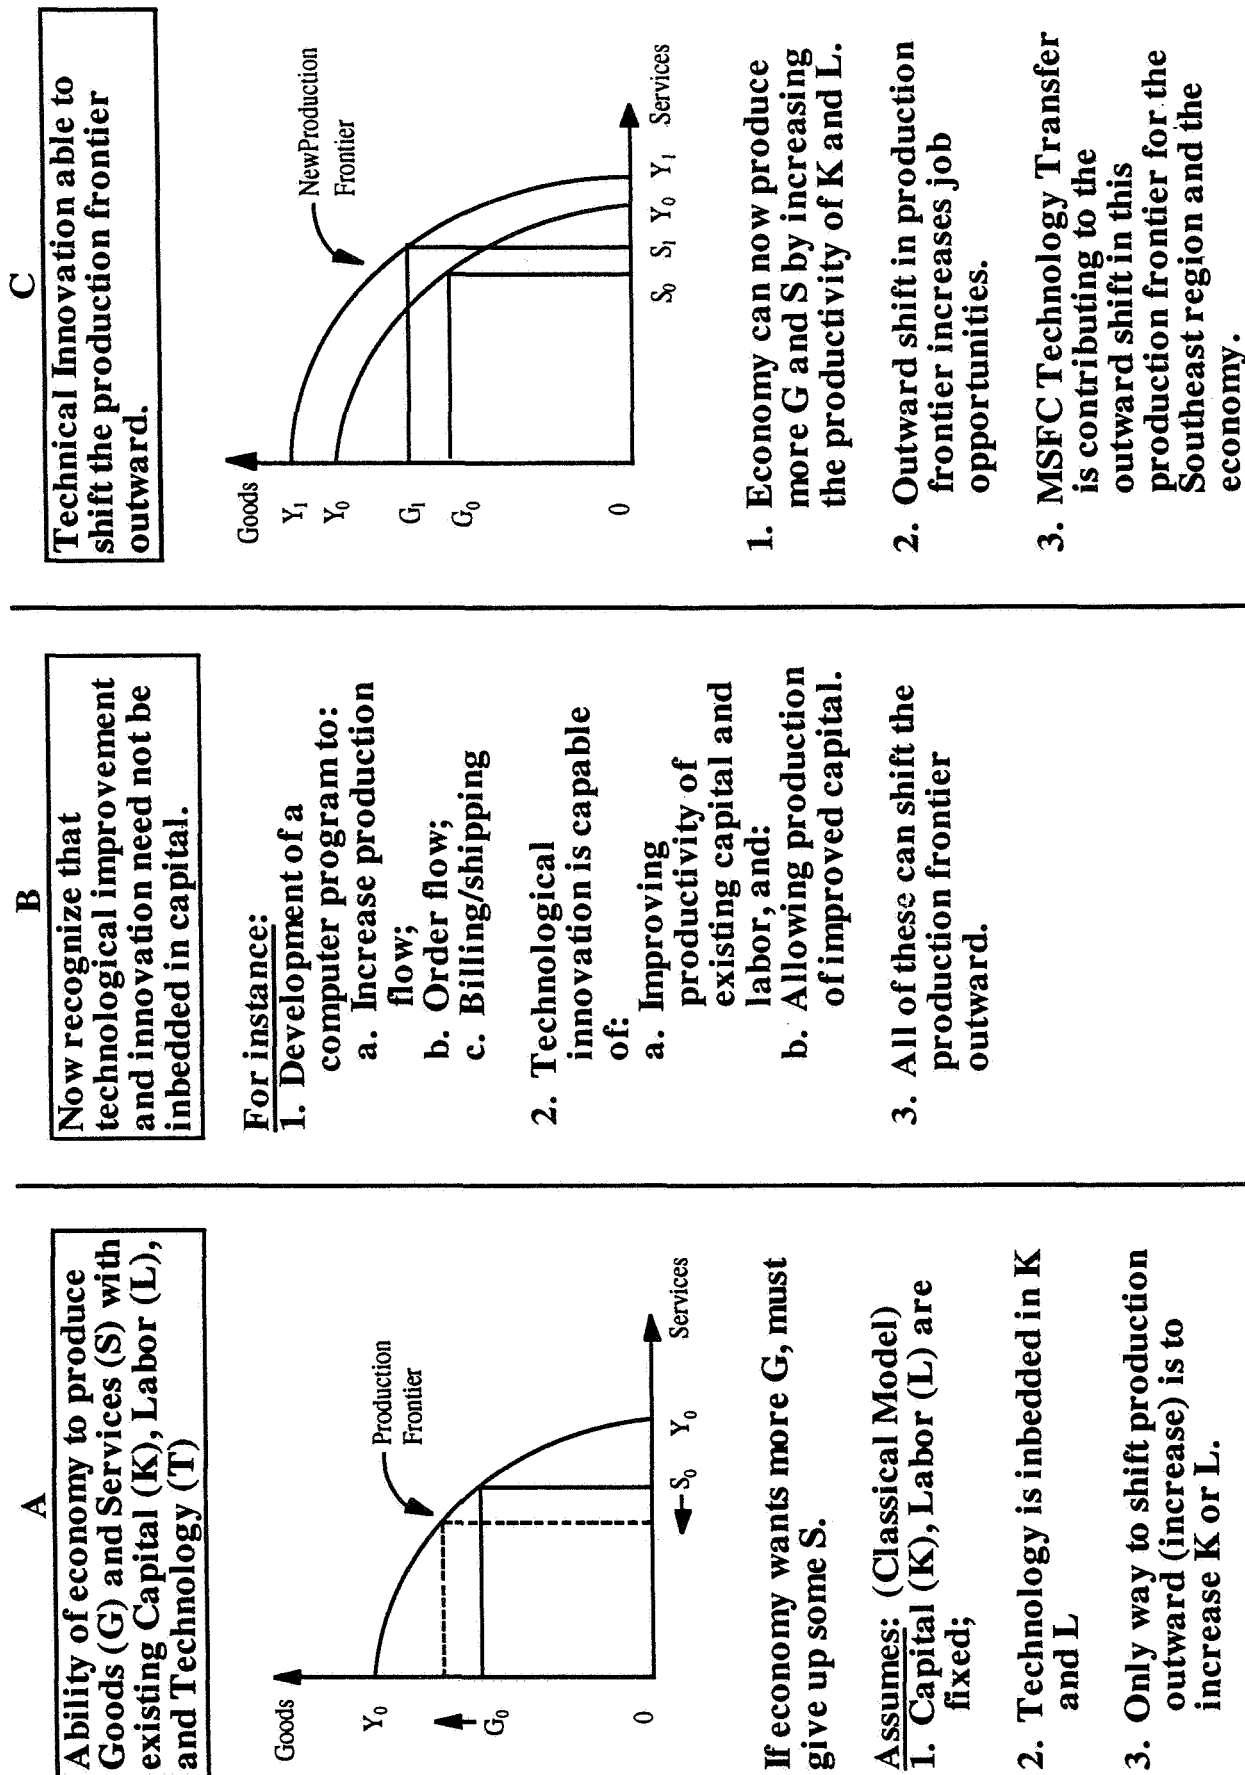 A
Ability of economy to produce
Goods (G) and Services (S) with
existing Capital (K), Labor (L),
and Technology (T)
Goods
Y0
G0
0
Production
Frontier
S0
Y0
Services
If economy wants more G, must
give up some S.
Assumes: (Classical Model)
1. Capital (K), Labor (L) are
fixed;
2. Technology is inbedded in K
and L
3. Only way to shift production
outward (increase) is to
increase K or L.
B
Now recognize that
technological improvement
and innovation need not be
inbedded in capital.
For instance:
1. Development of a
computer program to:
a. Increase production
flow;
b. Order flow;
c. Billing/shipping
2. Technological
innovation is capable
of:
a. Improving
productivity of
existing capital and
labor, and:
b. Allowing production
of improved capital.
3. All of these can shift the
production frontier
outward.
C
Technical Innovation able to
shift the production frontier
outward.
Goods
Y1
Y0
G1
G0
0
NewProduction
Frontier
S0
S1
Y0
Y1
Services
1. Economy can now produce
more G and S by increasing
the productivity of K and L.
2. Outward shift in production
frontier increases job
opportunities.
3. MSFC Technology Transfer
is contributing to the
outward shift in this
production frontier for the
Southeast region and the
economy.